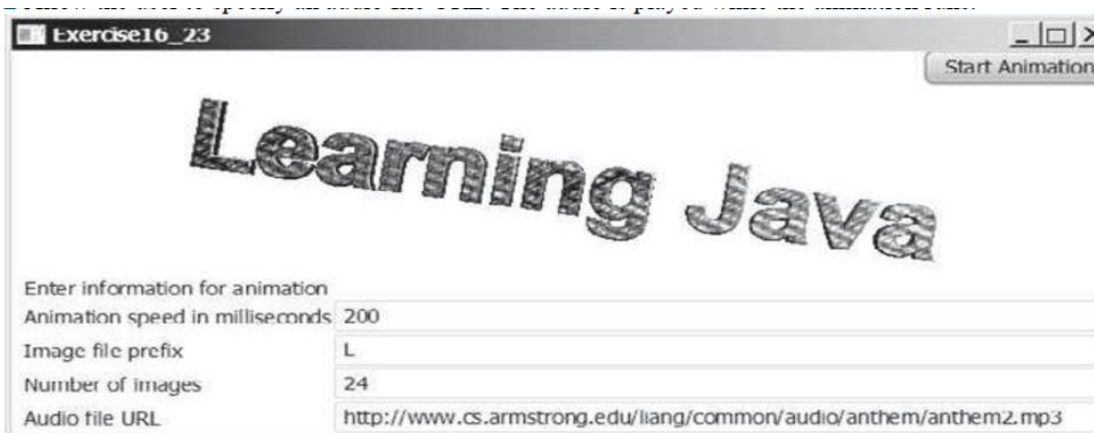 Exercise16_23
Start Animation
Learning Java
Enter information for animation
Animation speed in milliseconds 200
Image file prefix L
Number of images 24
Audio file URL http://www.cs.armstrong.edu/liang/common/audio/anthem/anthem2.mp3